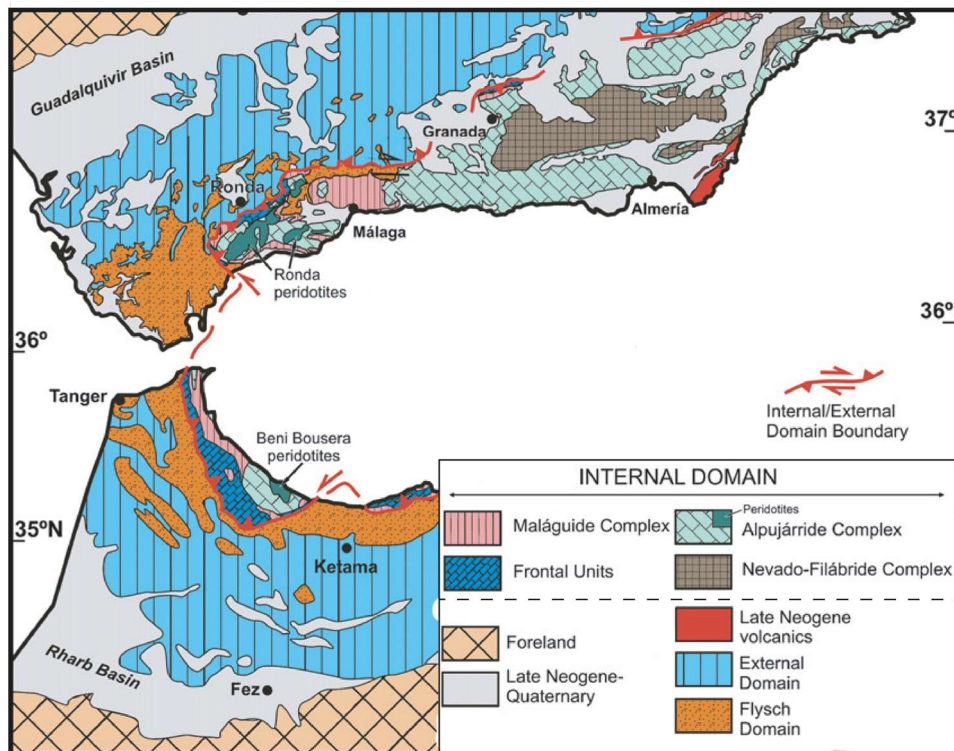 Guadalquivir Basin
37º
Granada
Ronda
Almería
Málaga
Ronda
peridotites
36º
36º
Tanger
Internal/External
Domain Boundary
Beni Bousera
peridotites
35ºN
Ketama
Rharb Basin
Fez
INTERNAL DOMAIN
Maláguide Complex
Peridotites
Alpujárride Complex
Frontal Units
Nevado-Filábride Complex
Foreland
Late Neogene-
Quaternary
Late Neogene
volcanics
External
Domain
Flysch
Domain